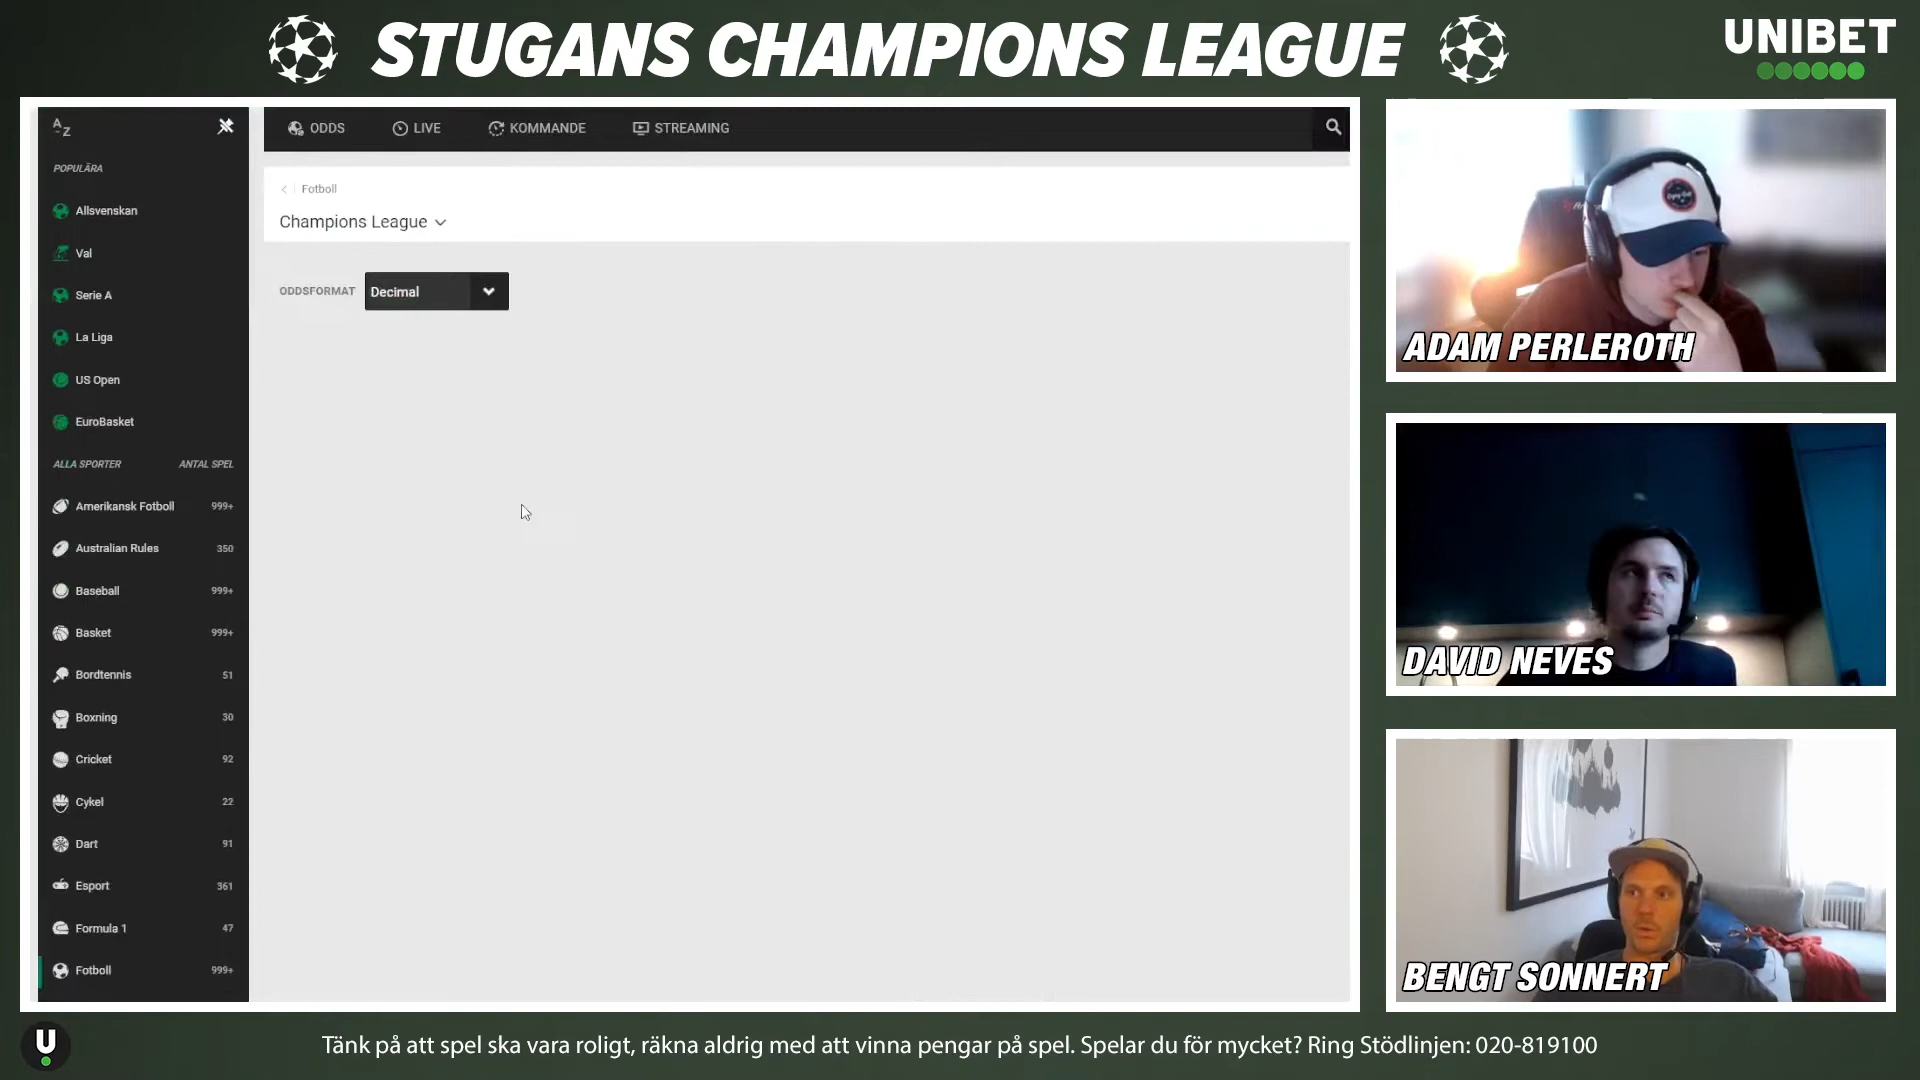 STUGANS CHAMPIONS LEAGUE
UNIBET
A
Z
POPULÄRA
Allsvenskan
Val
Serie A
La Liga
US Open
EuroBasket
ALLA SPORTER ANTAL SPEL
Amerikansk Fotboll 999+
Australian Rules 350
Baseball 999+
Basket 999+
Bordtennis 51
Boxning 30
Cricket 92
Cykel 22
Dart 91
Esport 361
Formula 1 47
Fotboll 999+
ODDS LIVE KOMMANDE STREAMING
Fotboll
Champions League
ODDSFORMAT Decimal
ADAM PERLEROTH
DAVID NEVES
BENGT SONNERT
U
Tänk på att spel ska vara roligt, räkna aldrig med att vinna pengar på spel. Spelar du för mycket? Ring Stödlinjen: 020-819100